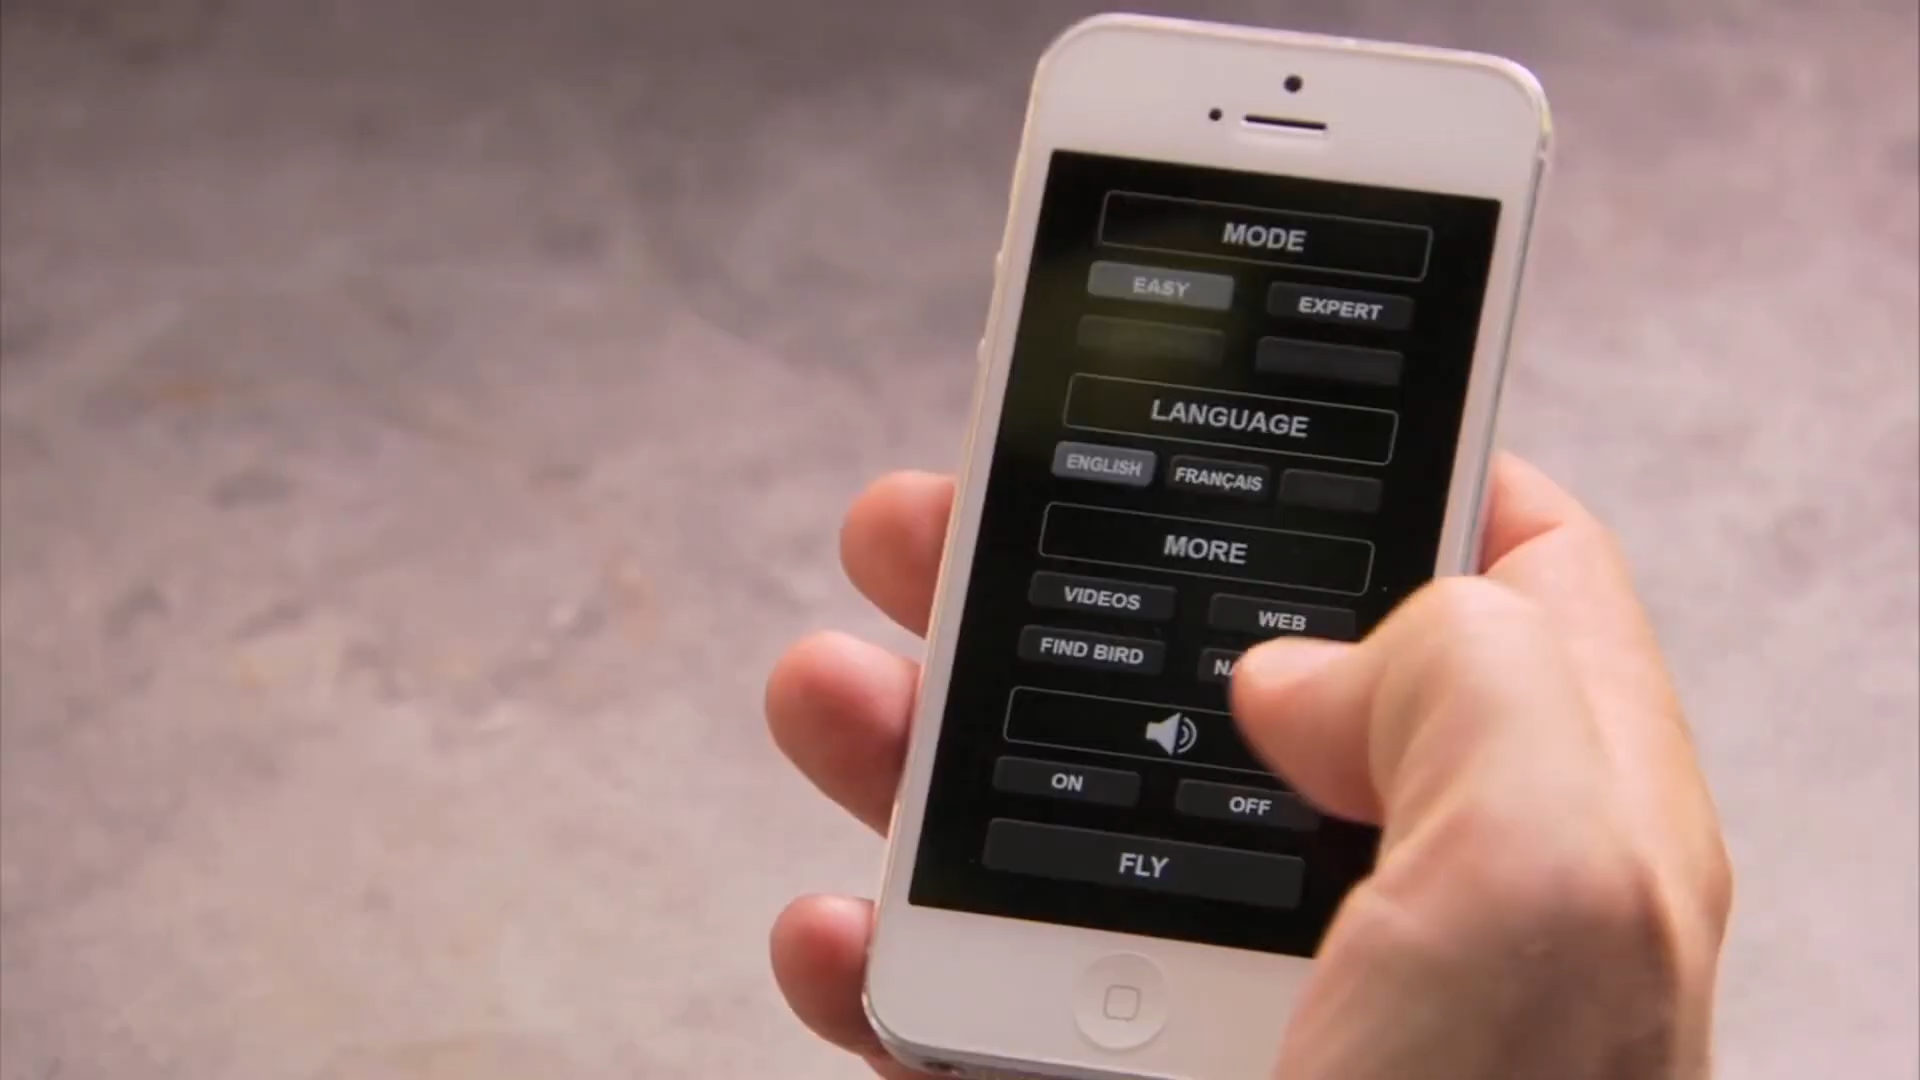 MODE
EASY EXPERT
LANGUAGE
ENGLISH FRANÇAIS
MORE
VIDEOS WEB
FIND BIRD
ON OFF
FLY